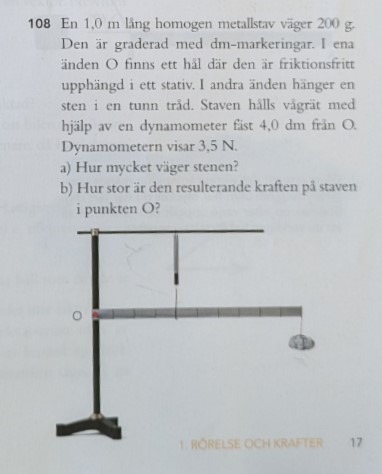 108 En 1,0 m lång homogen metallstav väger 200 g.
Den är graderad med dm-markeringar. I ena
änden O finns ett hål där den är friktionsfritt
upphängd i ett stativ. I andra änden hänger en
sten i en tunn tråd. Staven hålls vågrät med
hjälp av en dynamometer fäst 4,0 dm från O.
Dynamometern visar 3,5 N.
a) Hur mycket väger stenen?
b) Hur stor är den resulterande kraften på staven
i punkten O?
O
1. RÖRELSE OCH KRAFTER 17